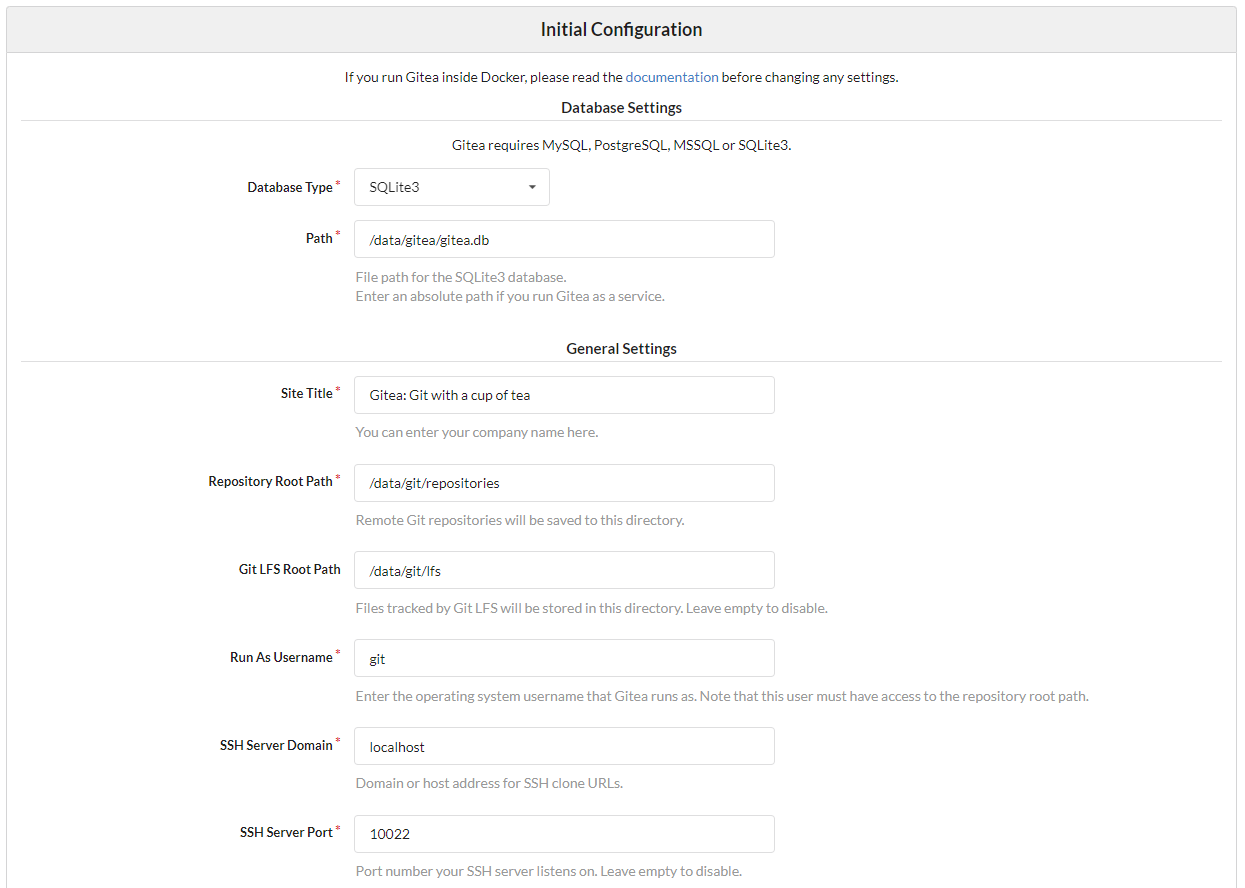 Initial Configuration
If you run Gitea inside Docker, please read the documentation before changing any settings.
Database Settings
Gitea requires MySQL, PostgreSQL, MSSQL or SQLite3.
Database Type * SQLite3
Path * /data/gitea/gitea.db
File path for the SQLite3 database.
Enter an absolute path if you run Gitea as a service.
General Settings
Site Title * Gitea: Git with a cup of tea
You can enter your company name here.
Repository Root Path * /data/git/repositories
Remote Git repositories will be saved to this directory.
Git LFS Root Path /data/git/lfs
Files tracked by Git LFS will be stored in this directory. Leave empty to disable.
Run As Username * git
Enter the operating system username that Gitea runs as. Note that this user must have access to the repository root path.
SSH Server Domain * localhost
Domain or host address for SSH clone URLs.
SSH Server Port * 10022
Port number your SSH server listens on. Leave empty to disable.